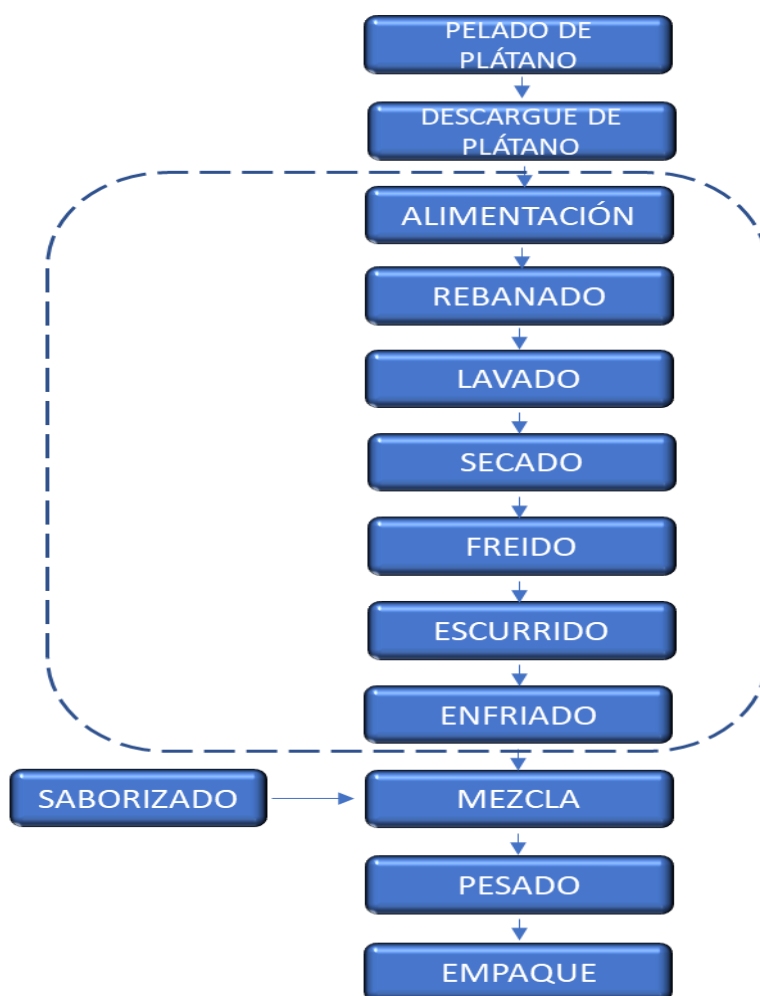 PELADO DE
PLÁTANO
DESCARGUE DE
PLÁTANO
ALIMENTACIÓN
REBANADO
LAVADO
SECADO
FREIDO
ESCURRIDO
ENFRIADO
SABORIZADO
MEZCLA
PESADO
EMPAQUE